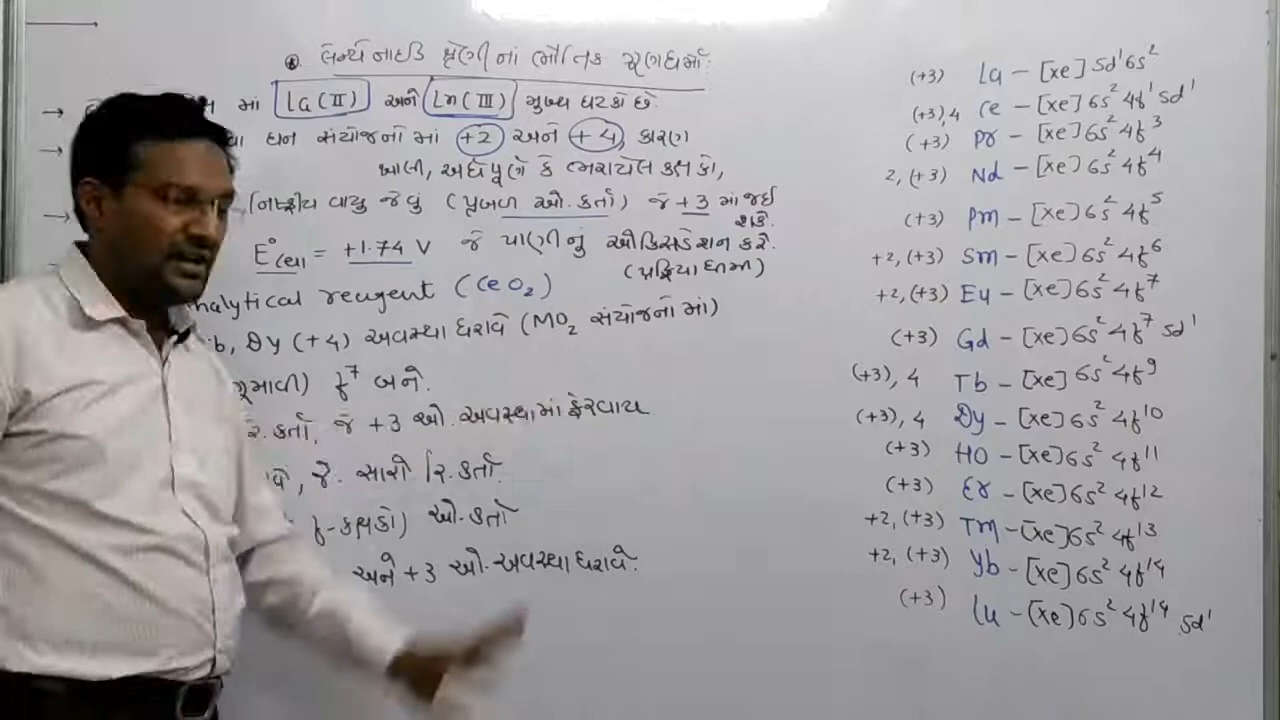 લેન્થેનાઈડ શ્રેણીનાં ભૌતિક ગુણધર્મો:
→ માં La(II) અને Ln(III) મુખ્ય ઘટકો છે.
→ ઘન સંયોજનોમાં +2 અને +4, કારણ
ખાલી, અર્ધપૂર્ણ કે ભરાયેલ કક્ષકો,
→ નિષ્ક્રીય વાયુ જેવું (પ્રબળ ઓ.કર્તા) જે +3 માં જઈ
શકે.
E°cell = +1.74 V જે પાણીનું ઓક્સિડેશન કરે.
(પ્રક્રિયા ધીમી)
nalytical reagent (CeO2)
b, Dy (+4) અવસ્થા ધરાવે (MO2 સંયોજનોમાં)
ગુમાવી) f7 બને.
રિ.કર્તા, જે +3 ઓ.અવસ્થામાં ફેરવાય
વે, જે. સારો રિ.કર્તા.
f-કક્ષકો) ઓ.કર્તા
અને +3 ઓ.અવસ્થા ધરાવે.
(+3) La - [xe] 5d1 6s2
(+3),4 Ce - [xe] 6s2 4f1 5d1
(+3) Pr - [xe] 6s2 4f3
2,(+3) Nd - [xe] 6s2 4f4
(+3) Pm - [xe] 6s2 4f5
+2,(+3) Sm - [xe] 6s2 4f6
+2,(+3) Eu - [xe] 6s2 4f7
(+3) Gd - [xe] 6s2 4f7 5d1
(+3), 4 Tb - [xe] 6s2 4f9
(+3), 4 Dy - [xe] 6s2 4f10
(+3) HO - [xe] 6s2 4f11
(+3) Er - [xe] 6s2 4f12
+2,(+3) Tm - [xe] 6s2 4f13
+2,(+3) Yb - [xe] 6s2 4f14
(+3) Lu - [xe] 6s2 4f14 5d1